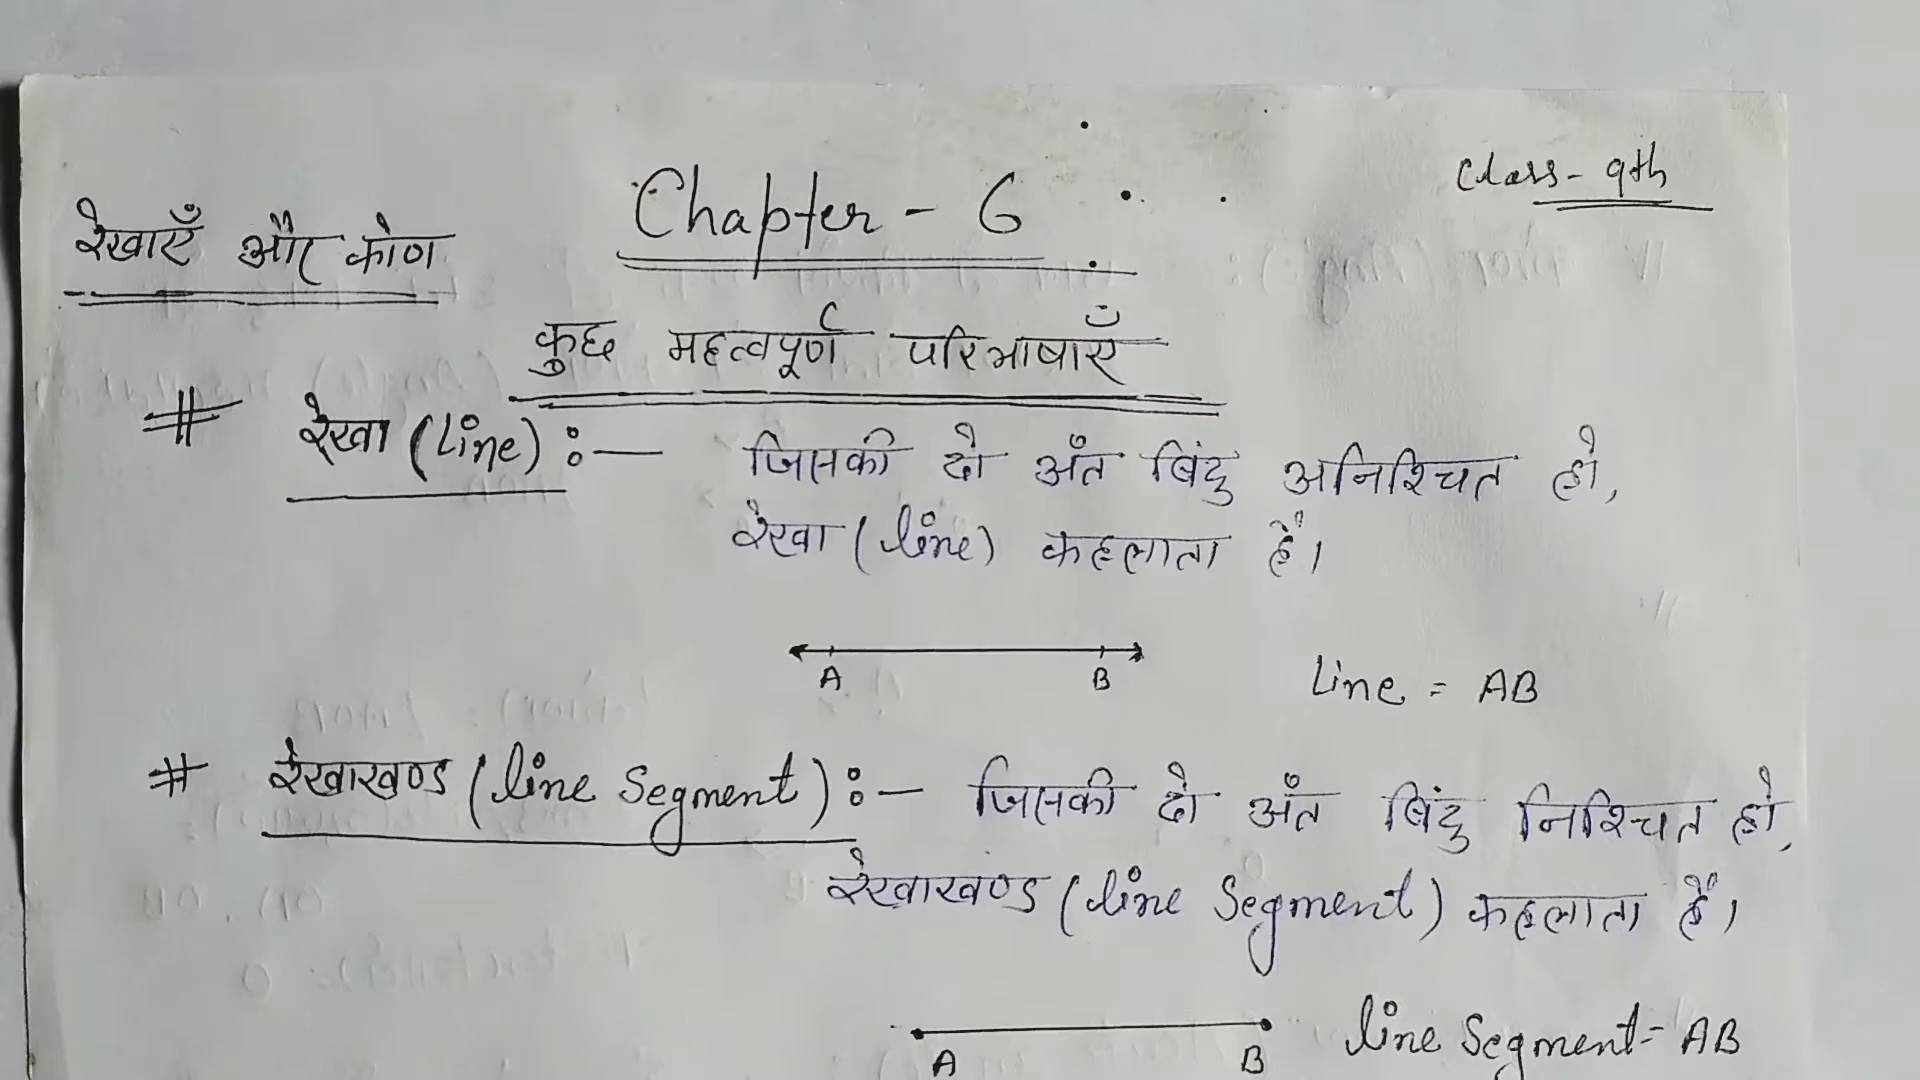 Class - 9th
Chapter - 6
रेखाएँ और कोण
कुछ महत्वपूर्ण परिभाषाएँ
# रेखा (Line) :— जिसकी दो अंत बिंदु अनिश्चित हो,
रेखा (line) कहलाता है।
A B Line = AB
# रेखाखण्ड (line Segment) :— जिसकी दो अंत बिंदु निश्चित हो,
रेखाखण्ड (line Segment) कहलाता है।
A B line Segment = AB